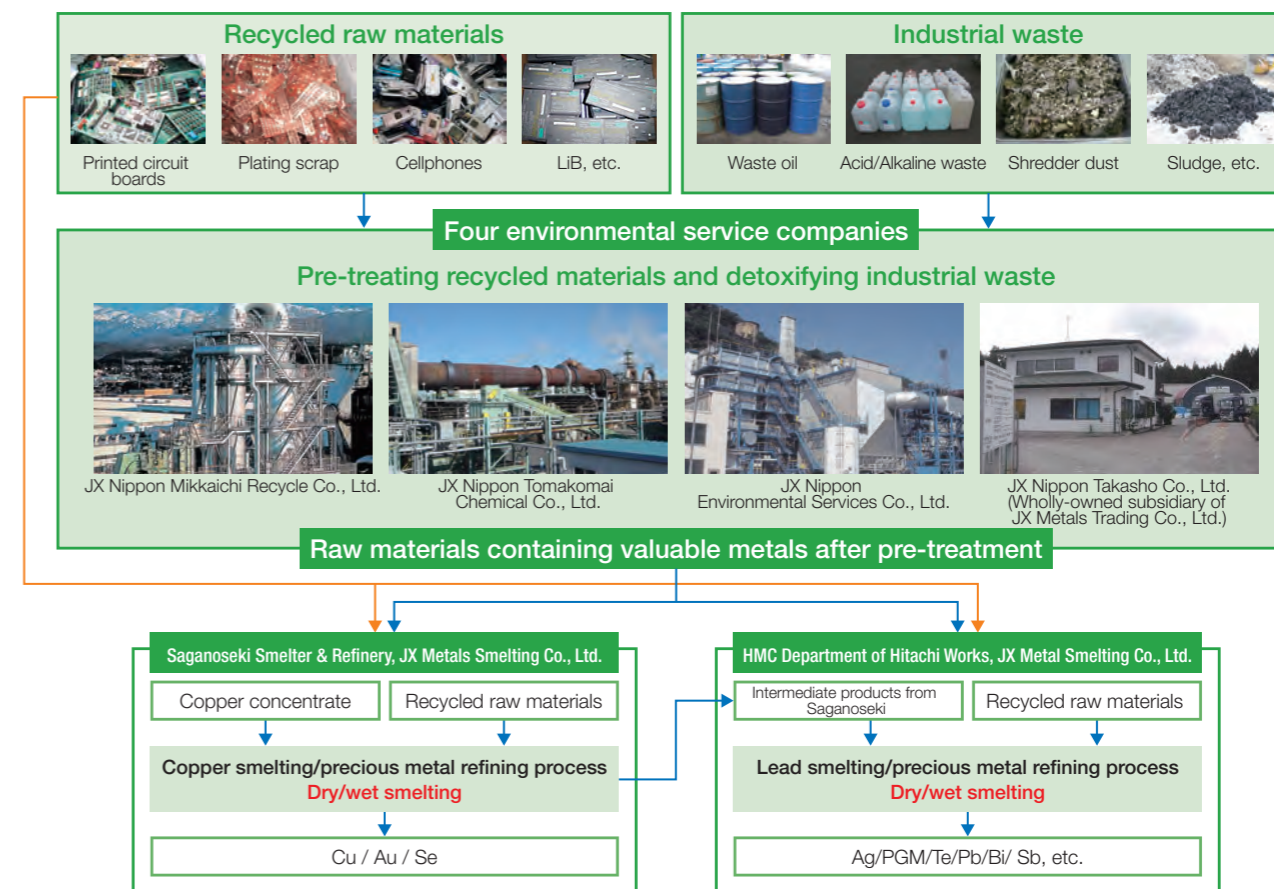 Recycled raw materials
Printed circuit
boards
Plating scrap
Cellphones
LiB, etc.
Industrial waste
Waste oil
Acid/Alkaline waste
Shredder dust
Sludge, etc.
Four environmental service companies
Pre-treating recycled materials and detoxifying industrial waste
JX Nippon Mikkaichi Recycle Co., Ltd.
JX Nippon Tomakomai
Chemical Co., Ltd.
JX Nippon
Environmental Services Co., Ltd.
JX Nippon Takasho Co., Ltd.
(Wholly-owned subsidiary of
JX Metals Trading Co., Ltd.)
Raw materials containing valuable metals after pre-treatment
Saganoseki Smelter & Refinery, JX Metals Smelting Co., Ltd.
Copper concentrate
Recycled raw materials
Copper smelting/precious metal refining process
Dry/wet smelting
Cu / Au / Se
HMC Department of Hitachi Works, JX Metal Smelting Co., Ltd.
Intermediate products from
Saganoseki
Recycled raw materials
Lead smelting/precious metal refining process
Dry/wet smelting
Ag/PGM/Te/Pb/Bi/ Sb, etc.